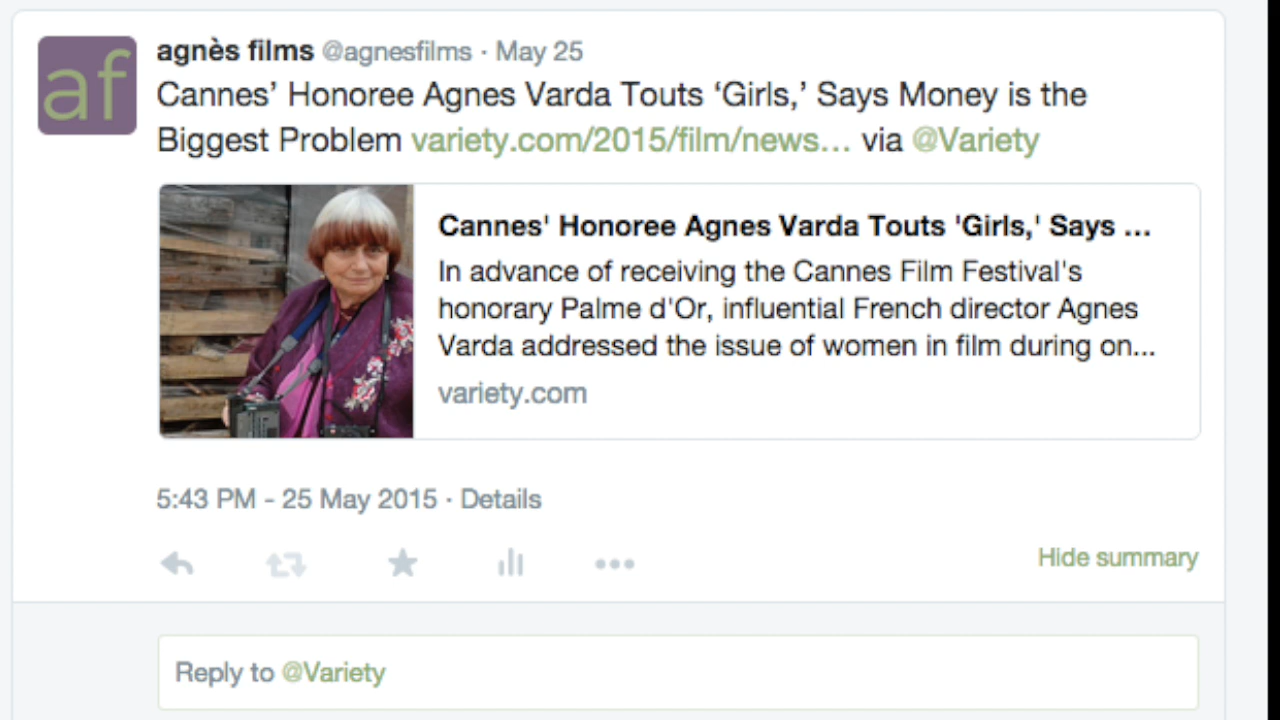 af
agnès films @agnesfilms · May 25
Cannes’ Honoree Agnes Varda Touts ‘Girls,’ Says Money is the
Biggest Problem variety.com/2015/film/news... via @Variety
Cannes' Honoree Agnes Varda Touts 'Girls,' Says ...
In advance of receiving the Cannes Film Festival's
honorary Palme d'Or, influential French director Agnes
Varda addressed the issue of women in film during on...
variety.com
5:43 PM - 25 May 2015 · Details
Hide summary
Reply to @Variety